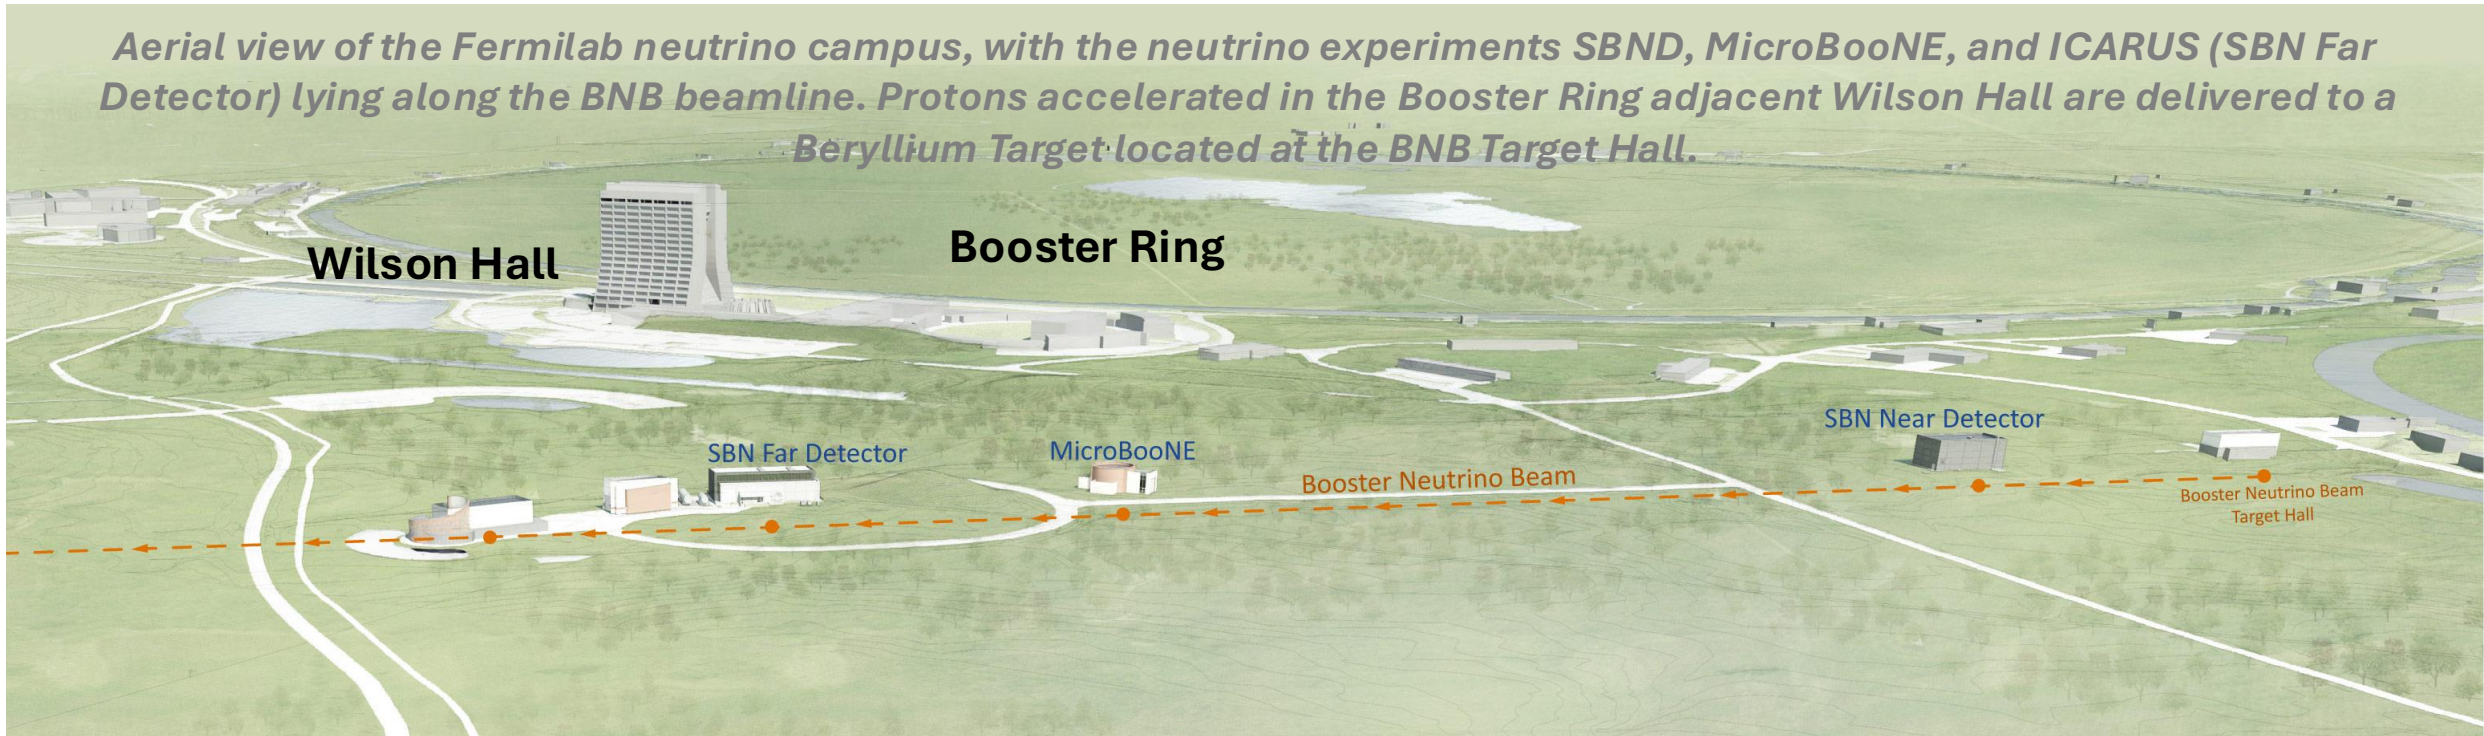 Aerial view of the Fermilab neutrino campus, with the neutrino experiments SBND, MicroBooNE, and ICARUS (SBN Far
Detector) lying along the BNB beamline. Protons accelerated in the Booster Ring adjacent Wilson Hall are delivered to a
Beryllium Target located at the BNB Target Hall.
Wilson Hall
Booster Ring
SBN Far Detector
MicroBooNE
Booster Neutrino Beam
SBN Near Detector
Booster Neutrino Beam
Target Hall